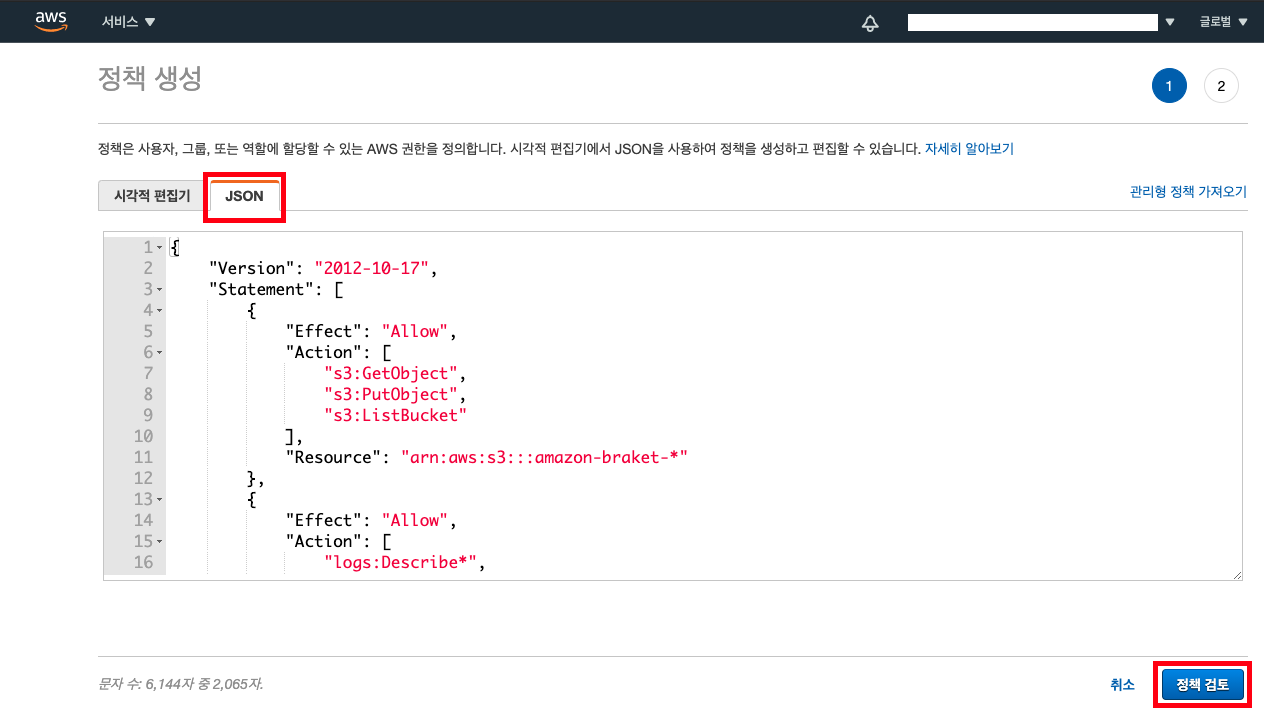 aws 서비스 글로벌
정책 생성
1 2
정책은 사용자, 그룹, 또는 역할에 할당할 수 있는 AWS 권한을 정의합니다. 시각적 편집기에서 JSON을 사용하여 정책을 생성하고 편집할 수 있습니다. 자세히 알아보기
시각적 편집기 JSON 관리형 정책 가져오기
1 {
2 "Version": "2012-10-17",
3 "Statement": [
4 {
5 "Effect": "Allow",
6 "Action": [
7 "s3:GetObject",
8 "s3:PutObject",
9 "s3:ListBucket"
10 ],
11 "Resource": "arn:aws:s3:::amazon-braket-*"
12 },
13 {
14 "Effect": "Allow",
15 "Action": [
16 "logs:Describe*",
문자 수: 6,144자 중 2,065자. 취소 정책 검토